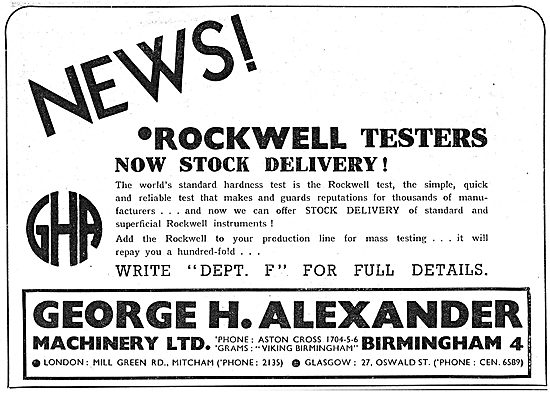 NEWS!
•ROCKWELL TESTERS
NOW STOCK DELIVERY!
GHA
The world's standard hardness test is the Rockwell test, the simple, quick
and reliable test that makes and guards reputations for thousands of manu-
facturers . . . and now we can offer STOCK DELIVERY of standard and
superficial Rockwell instruments !
Add the Rockwell to your production line for mass testing . . . it will
repay you a hundred-fold . . .
WRITE "DEPT. F" FOR FULL DETAILS.
GEORGE H. ALEXANDER
MACHINERY LTD. 'PHONE : ASTON CROSS 1704-5-6
'GRAMS : "VIKING BIRMINGHAM" BIRMINGHAM 4
● LONDON : MILL GREEN RD., MITCHAM ('PHONE : 2135) ● GLASGOW : 27, OSWALD ST. ('PHONE : CEN. 6589)